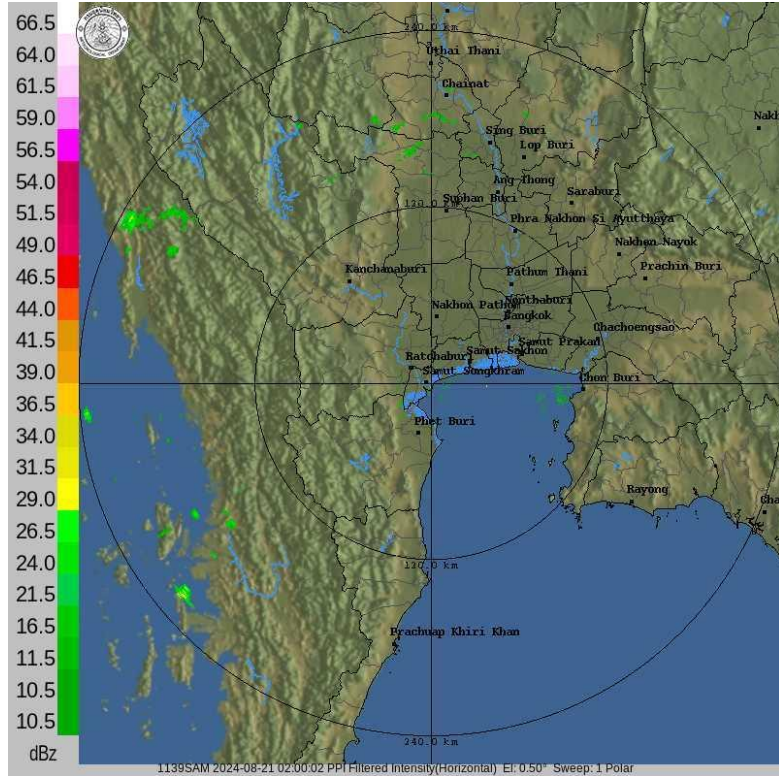 66.5
64.0
61.5
59.0
56.5
54.0
51.5
49.0
46.5
44.0
41.5
39.0
36.5
34.0
31.5
29.0
26.5
24.0
21.5
16.5
11.5
10.5
10.5
dBz
240.0 km
Uthai Thani
Chainat
Nakh
Sing Buri
Lop Buri
Ang Thong
Saraburi
120.0 km
Suphan Buri
Phra Nakhon Si Ayutthaya
Nakhon Nayok
Kanchanaburi
Pathum Thani
Prachin Buri
Nakhon Pathom
Nonthaburi
Bangkok
Chachoengsao
Samut Prakan
Ratchaburi
Samut Sakhon
Samut Songkhram
Chon Buri
Phet Buri
Rayong
Cha
120.0 km
Prachuap Khiri Khan
240.0 km
1139SAM 2024-08-21 02:00:02 PPI Filtered Intensity(Horizontal) El: 0.50° Sweep: 1 Polar